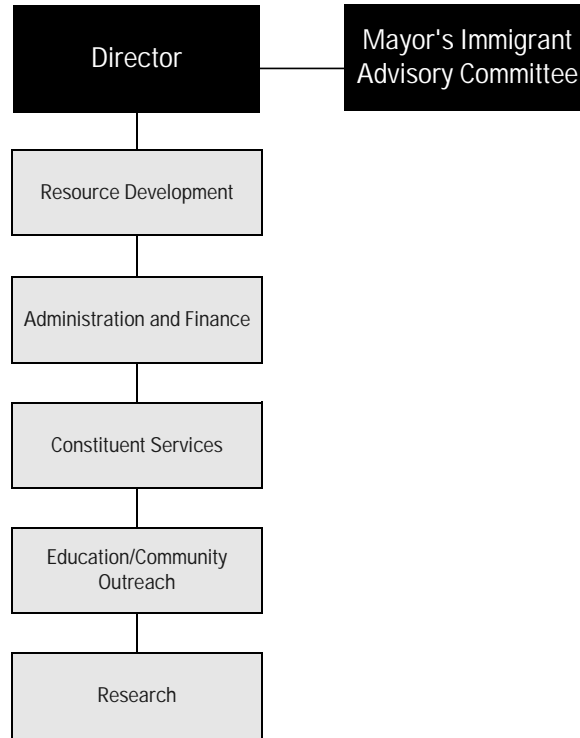 Director
Mayor's Immigrant
Advisory Committee
Resource Development
Administration and Finance
Constituent Services
Education/Community
Outreach
Research